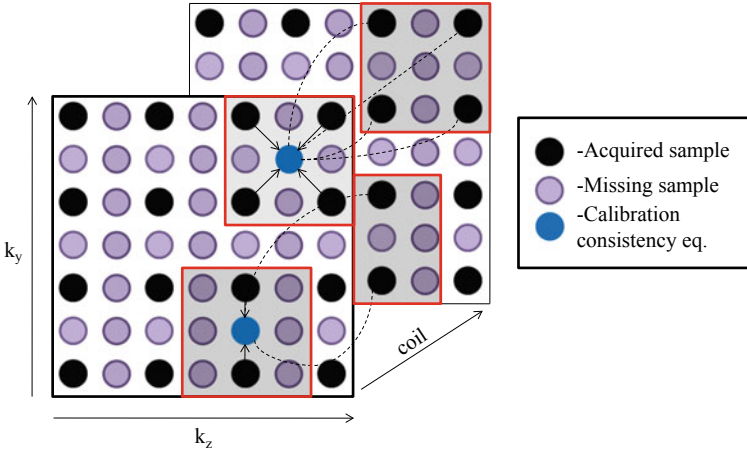 -Acquired sample
-Missing sample
-Calibration
consistency eq.
k_y
coil
k_z